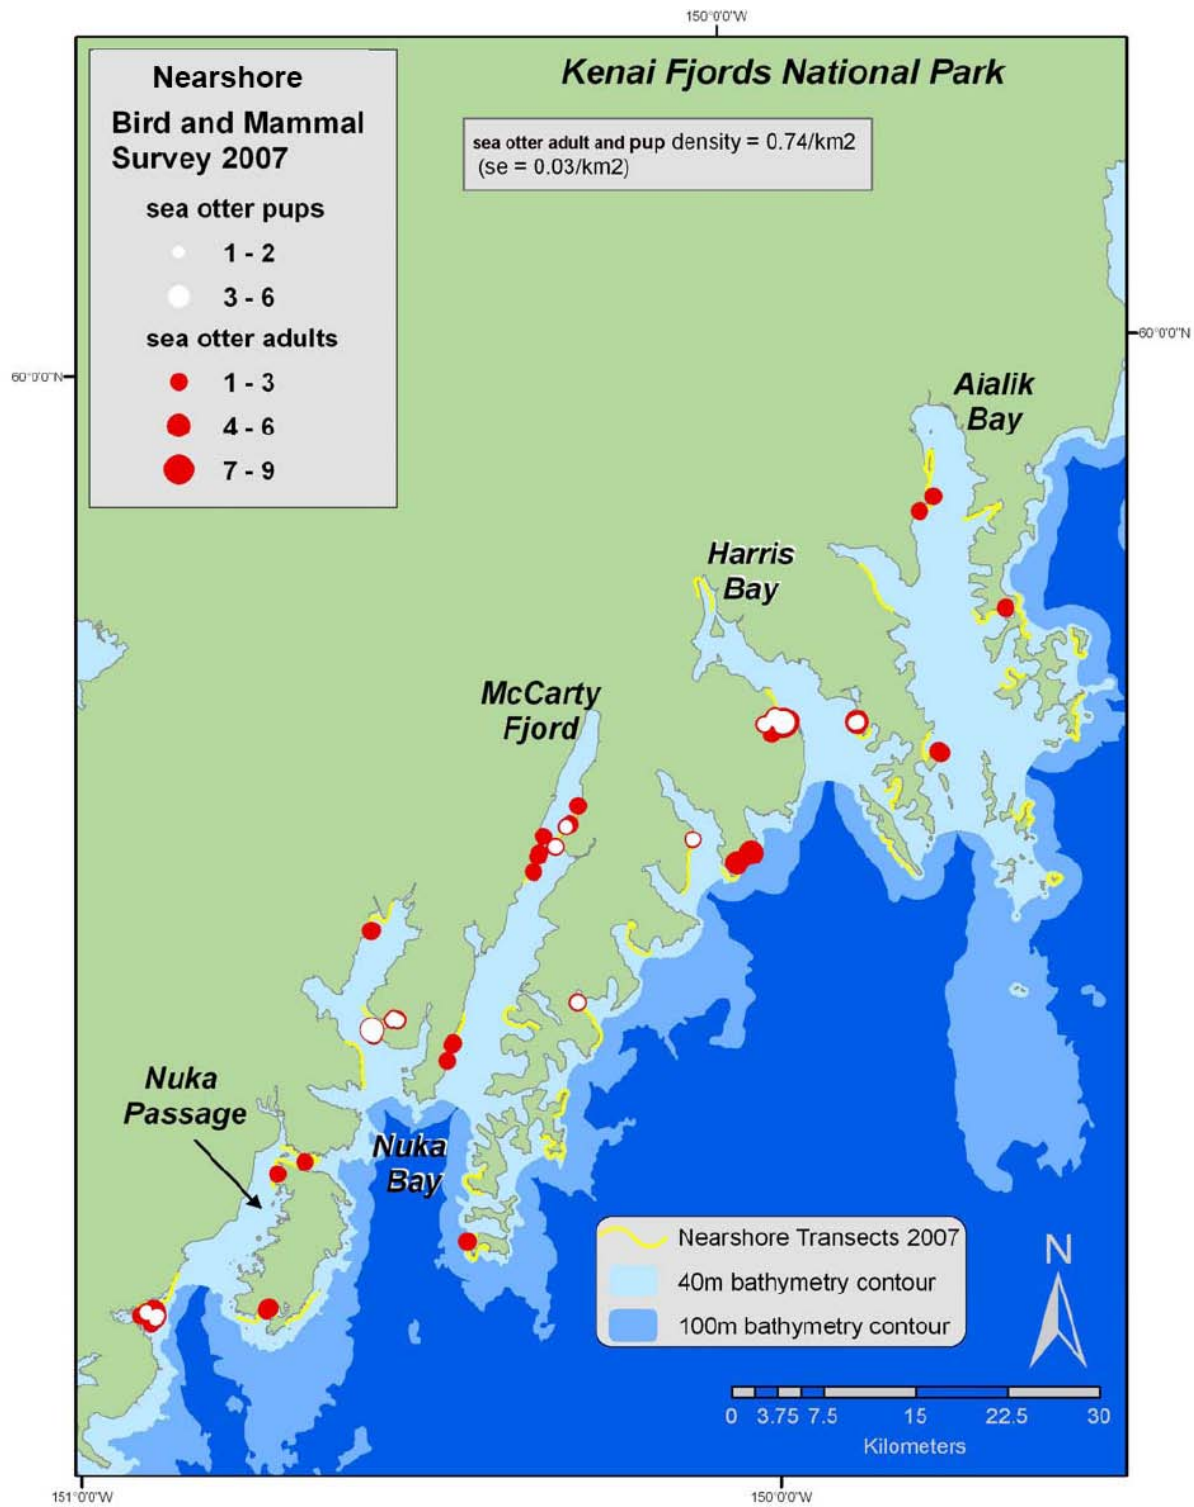 150°0'0"W
Nearshore
Bird and Mammal
Survey 2007
sea otter pups
1 - 2
3 - 6
sea otter adults
1 - 3
4 - 6
7 - 9
Kenai Fjords National Park
sea otter adult and pup density = 0.74/km2
(se = 0.03/km2)
60°0'0"N
60°0'0"N
Aialik
Bay
Harris
Bay
McCarty
Fjord
Nuka
Passage
Nuka
Bay
Nearshore Transects 2007
40m bathymetry contour
100m bathymetry contour
N
0 3.75 7.5 15 22.5 30
Kilometers
151°0'0"W
150°0'0"W